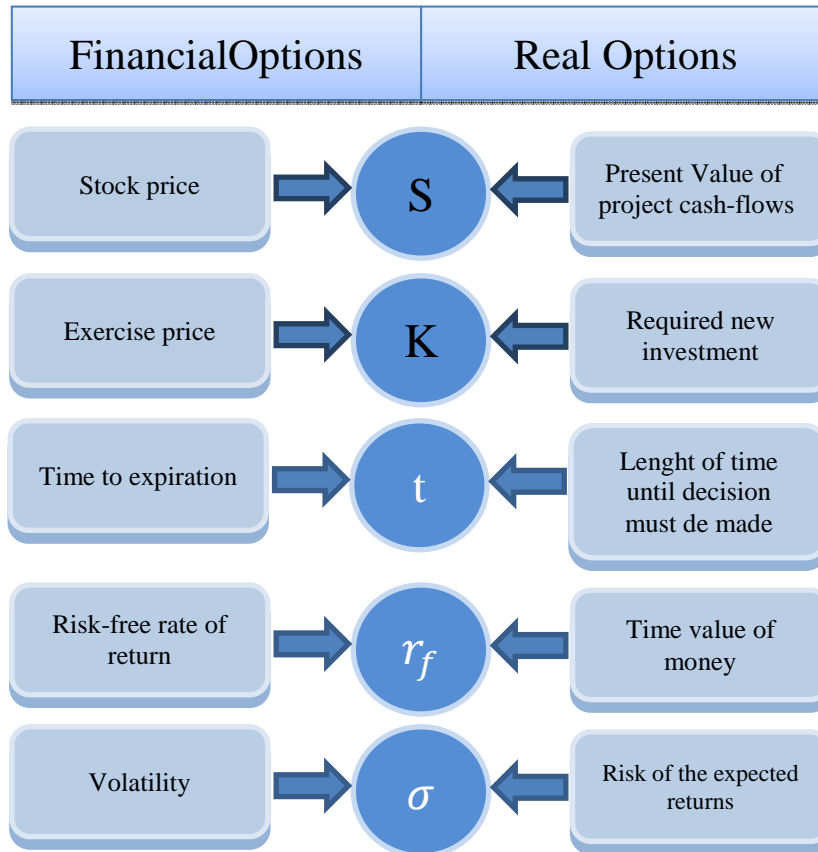 FinancialOptions
Real Options
Stock price
S
Present Value of
project cash-flows
Exercise price
K
Required new
investment
Time to expiration
t
Lenght of time
until decision
must de made
Risk-free rate of
return
r_f
Time value of
money
Volatility
σ
Risk of the expected
returns